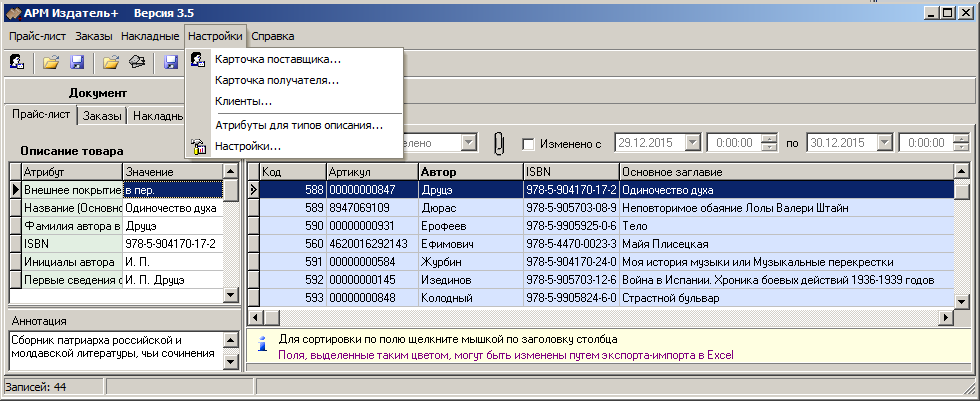 АРМ Издатель+ Версия 3.5
Прайс-лист Заказы Накладные Настройки Справка
Карточка поставщика...
Карточка получателя...
Клиенты...
Атрибуты для типов описания...
Настройки...
Документ
Прайс-лист Заказы Накладны
елено Изменено с 29.12.2015 0:00:00 по 30.12.2015 0:00:00
Описание товара
Атрибут Значение
Внешнее покрытие в пер.
Название (Основно Одиночество духа
Фамилия автора в Друцэ
ISBN 978-5-904170-17-2
Инициалы автора И. П.
Первые сведения о И. П. Друцэ
Аннотация
Сборник патриарха российской и
молдавской литературы, чьи сочинения
Код Артикул Автор ISBN Основное заглавие
588 00000000847 Друцэ 978-5-904170-17-2 Одиночество духа
589 8947069109 Дюрас 978-5-905703-08-9 Неповторимое обаяние Лолы Валери Штайн
590 00000000931 Ерофеев 978-5-9905925-0-6 Тело
560 4620016292143 Ефимович 978-5-4470-0023-3 Майя Плисецкая
591 00000000584 Журбин 978-5-904170-24-0 Моя история музыки или Музыкальные перекрестки
592 00000000145 Изединов 978-5-905703-12-6 Война в Испании. Хроника боевых действий 1936-1939 годов
593 00000000848 Колодный 978-5-9905824-6-0 Страстной бульвар
Для сортировки по полю щелкните мышкой по заголовку столбца
Поля, выделенные таким цветом, могут быть изменены путем экспорта-импорта в Excel
Записей: 44